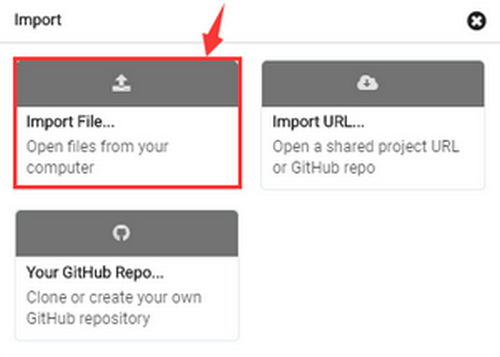 Import
Import File...
Open files from your
computer
Import URL...
Open a shared project URL
or GitHub repo
Your GitHub Repo...
Clone or create your own
GitHub repository